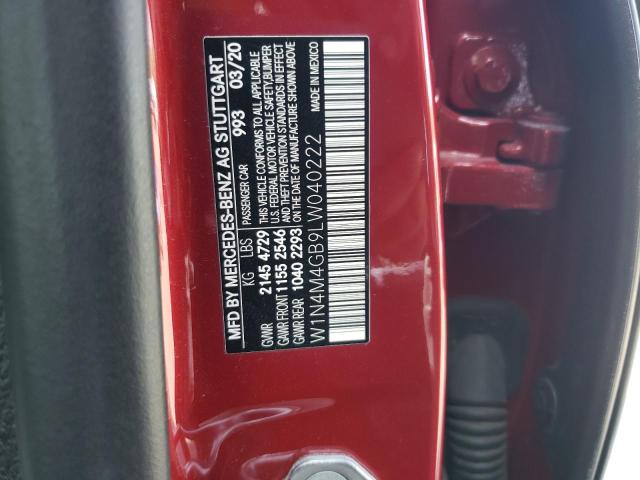 MFD BY MERCEDES-BENZ AG STUTTGART
PASSENGER CAR 993 03/20
KG LBS
GVWR 2145 4729
GAWR FRONT 1155 2546
GAWR REAR 1040 2293
THIS VEHICLE CONFORMS TO ALL APPLICABLE
U.S. FEDERAL MOTOR VEHICLE SAFETY,BUMPER
AND THEFT PREVENTION STANDARDS IN EFFECT
ON THE DATE OF MANUFACTURE SHOWN ABOVE
MADE IN MEXICO
W1N4M4GB9LW040222